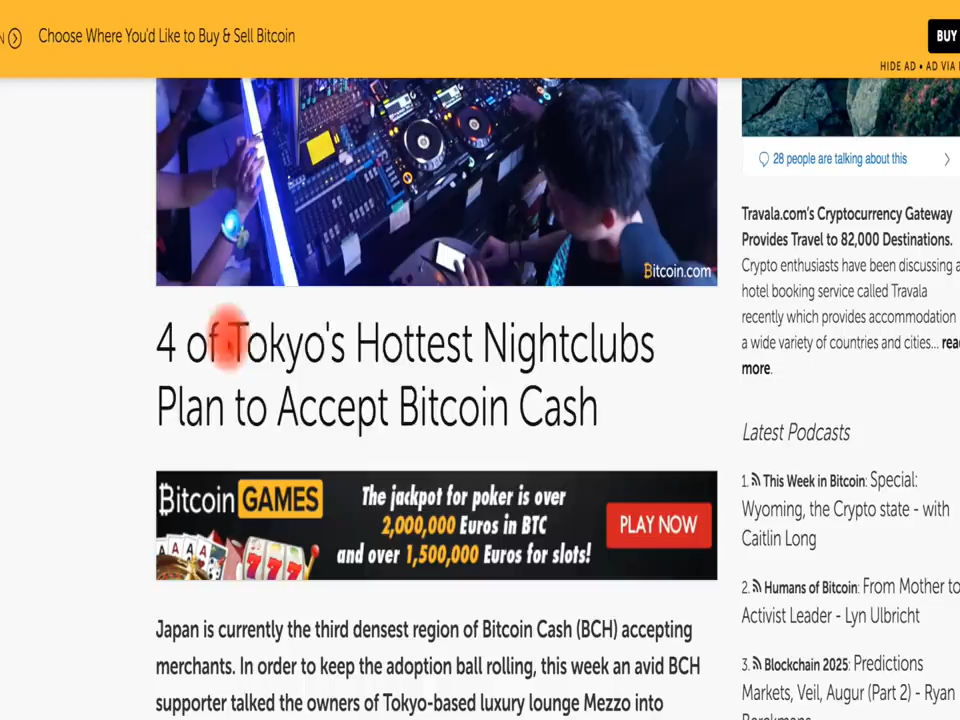 N Choose Where You'd Like to Buy & Sell Bitcoin
BUY
HIDE AD • AD VIA
Bitcoin.com
28 people are talking about this
4 of Tokyo's Hottest Nightclubs
Plan to Accept Bitcoin Cash
Bitcoin GAMES
The jackpot for poker is over
2,000,000 Euros in BTC
and over 1,500,000 Euros for slots!
PLAY NOW
A A A A
7 7 7
Japan is currently the third densest region of Bitcoin Cash (BCH) accepting
merchants. In order to keep the adoption ball rolling, this week an avid BCH
supporter talked the owners of Tokyo-based luxury lounge Mezzo into
Travala.com's Cryptocurrency Gateway
Provides Travel to 82,000 Destinations.
Crypto enthusiasts have been discussing a
hotel booking service called Travala
recently which provides accommodation
a wide variety of countries and cities... rea
more.
Latest Podcasts
1. This Week in Bitcoin: Special:
Wyoming, the Crypto state - with
Caitlin Long
2. Humans of Bitcoin: From Mother to
Activist Leader - Lyn Ulbricht
3. Blockchain 2025: Predictions
Markets, Veil, Augur (Part 2) - Ryan